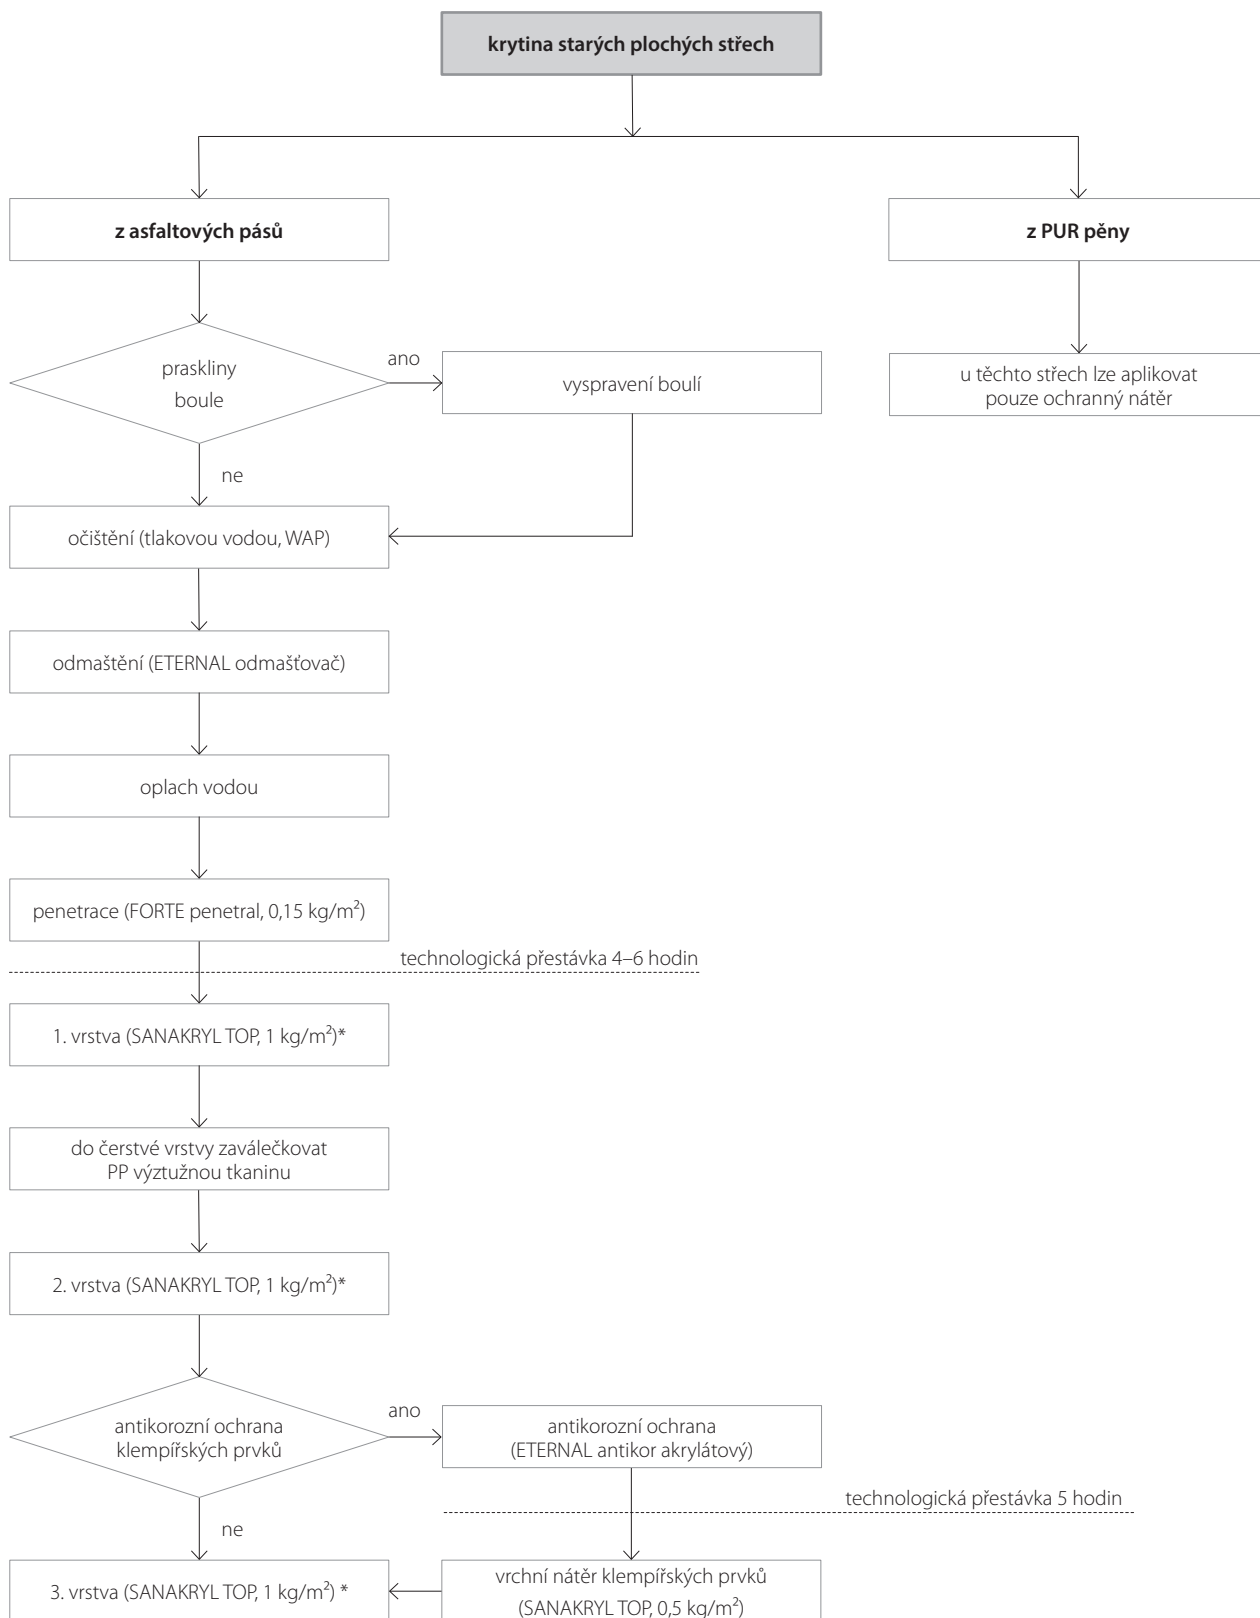 krytina starých plochých střech
z asfaltových pásů
z PUR pěny
praskliny
boule
ano
vyspravení boulí
u těchto střech lze aplikovat
pouze ochranný nátěr
ne
očištění (tlakovou vodou, WAP)
odmaštění (ETERNAL odmašťovač)
oplach vodou
penetrace (FORTE penetral, 0,15 kg/m²)
technologická přestávka 4–6 hodin
1. vrstva (SANAKRYL TOP, 1 kg/m²)*
do čerstvé vrstvy zaválečkovat
PP výztužnou tkaninu
2. vrstva (SANAKRYL TOP, 1 kg/m²)*
antikorozní ochrana
klempířských prvků
ano
antikorozní ochrana
(ETERNAL antikor akrylátový)
technologická přestávka 5 hodin
ne
3. vrstva (SANAKRYL TOP, 1 kg/m²) *
vrchní nátěr klempířských prvků
(SANAKRYL TOP, 0,5 kg/m²)